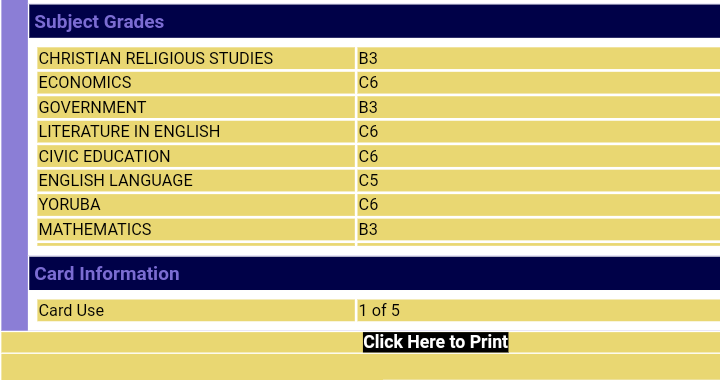 Subject Grades
CHRISTIAN RELIGIOUS STUDIES B3
ECONOMICS C6
GOVERNMENT B3
LITERATURE IN ENGLISH C6
CIVIC EDUCATION C6
ENGLISH LANGUAGE C5
YORUBA C6
MATHEMATICS B3
Card Information
Card Use 1 of 5
Click Here to Print